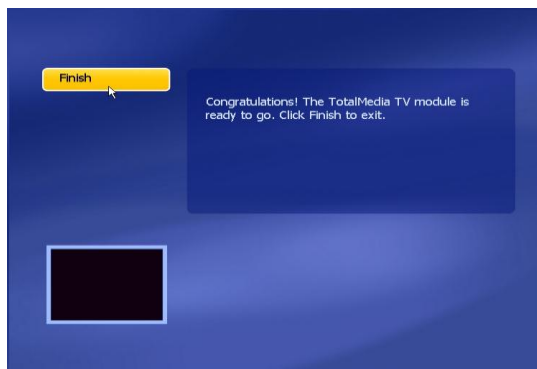 Finish
Congratulations! The TotalMedia TV module is
ready to go. Click Finish to exit.